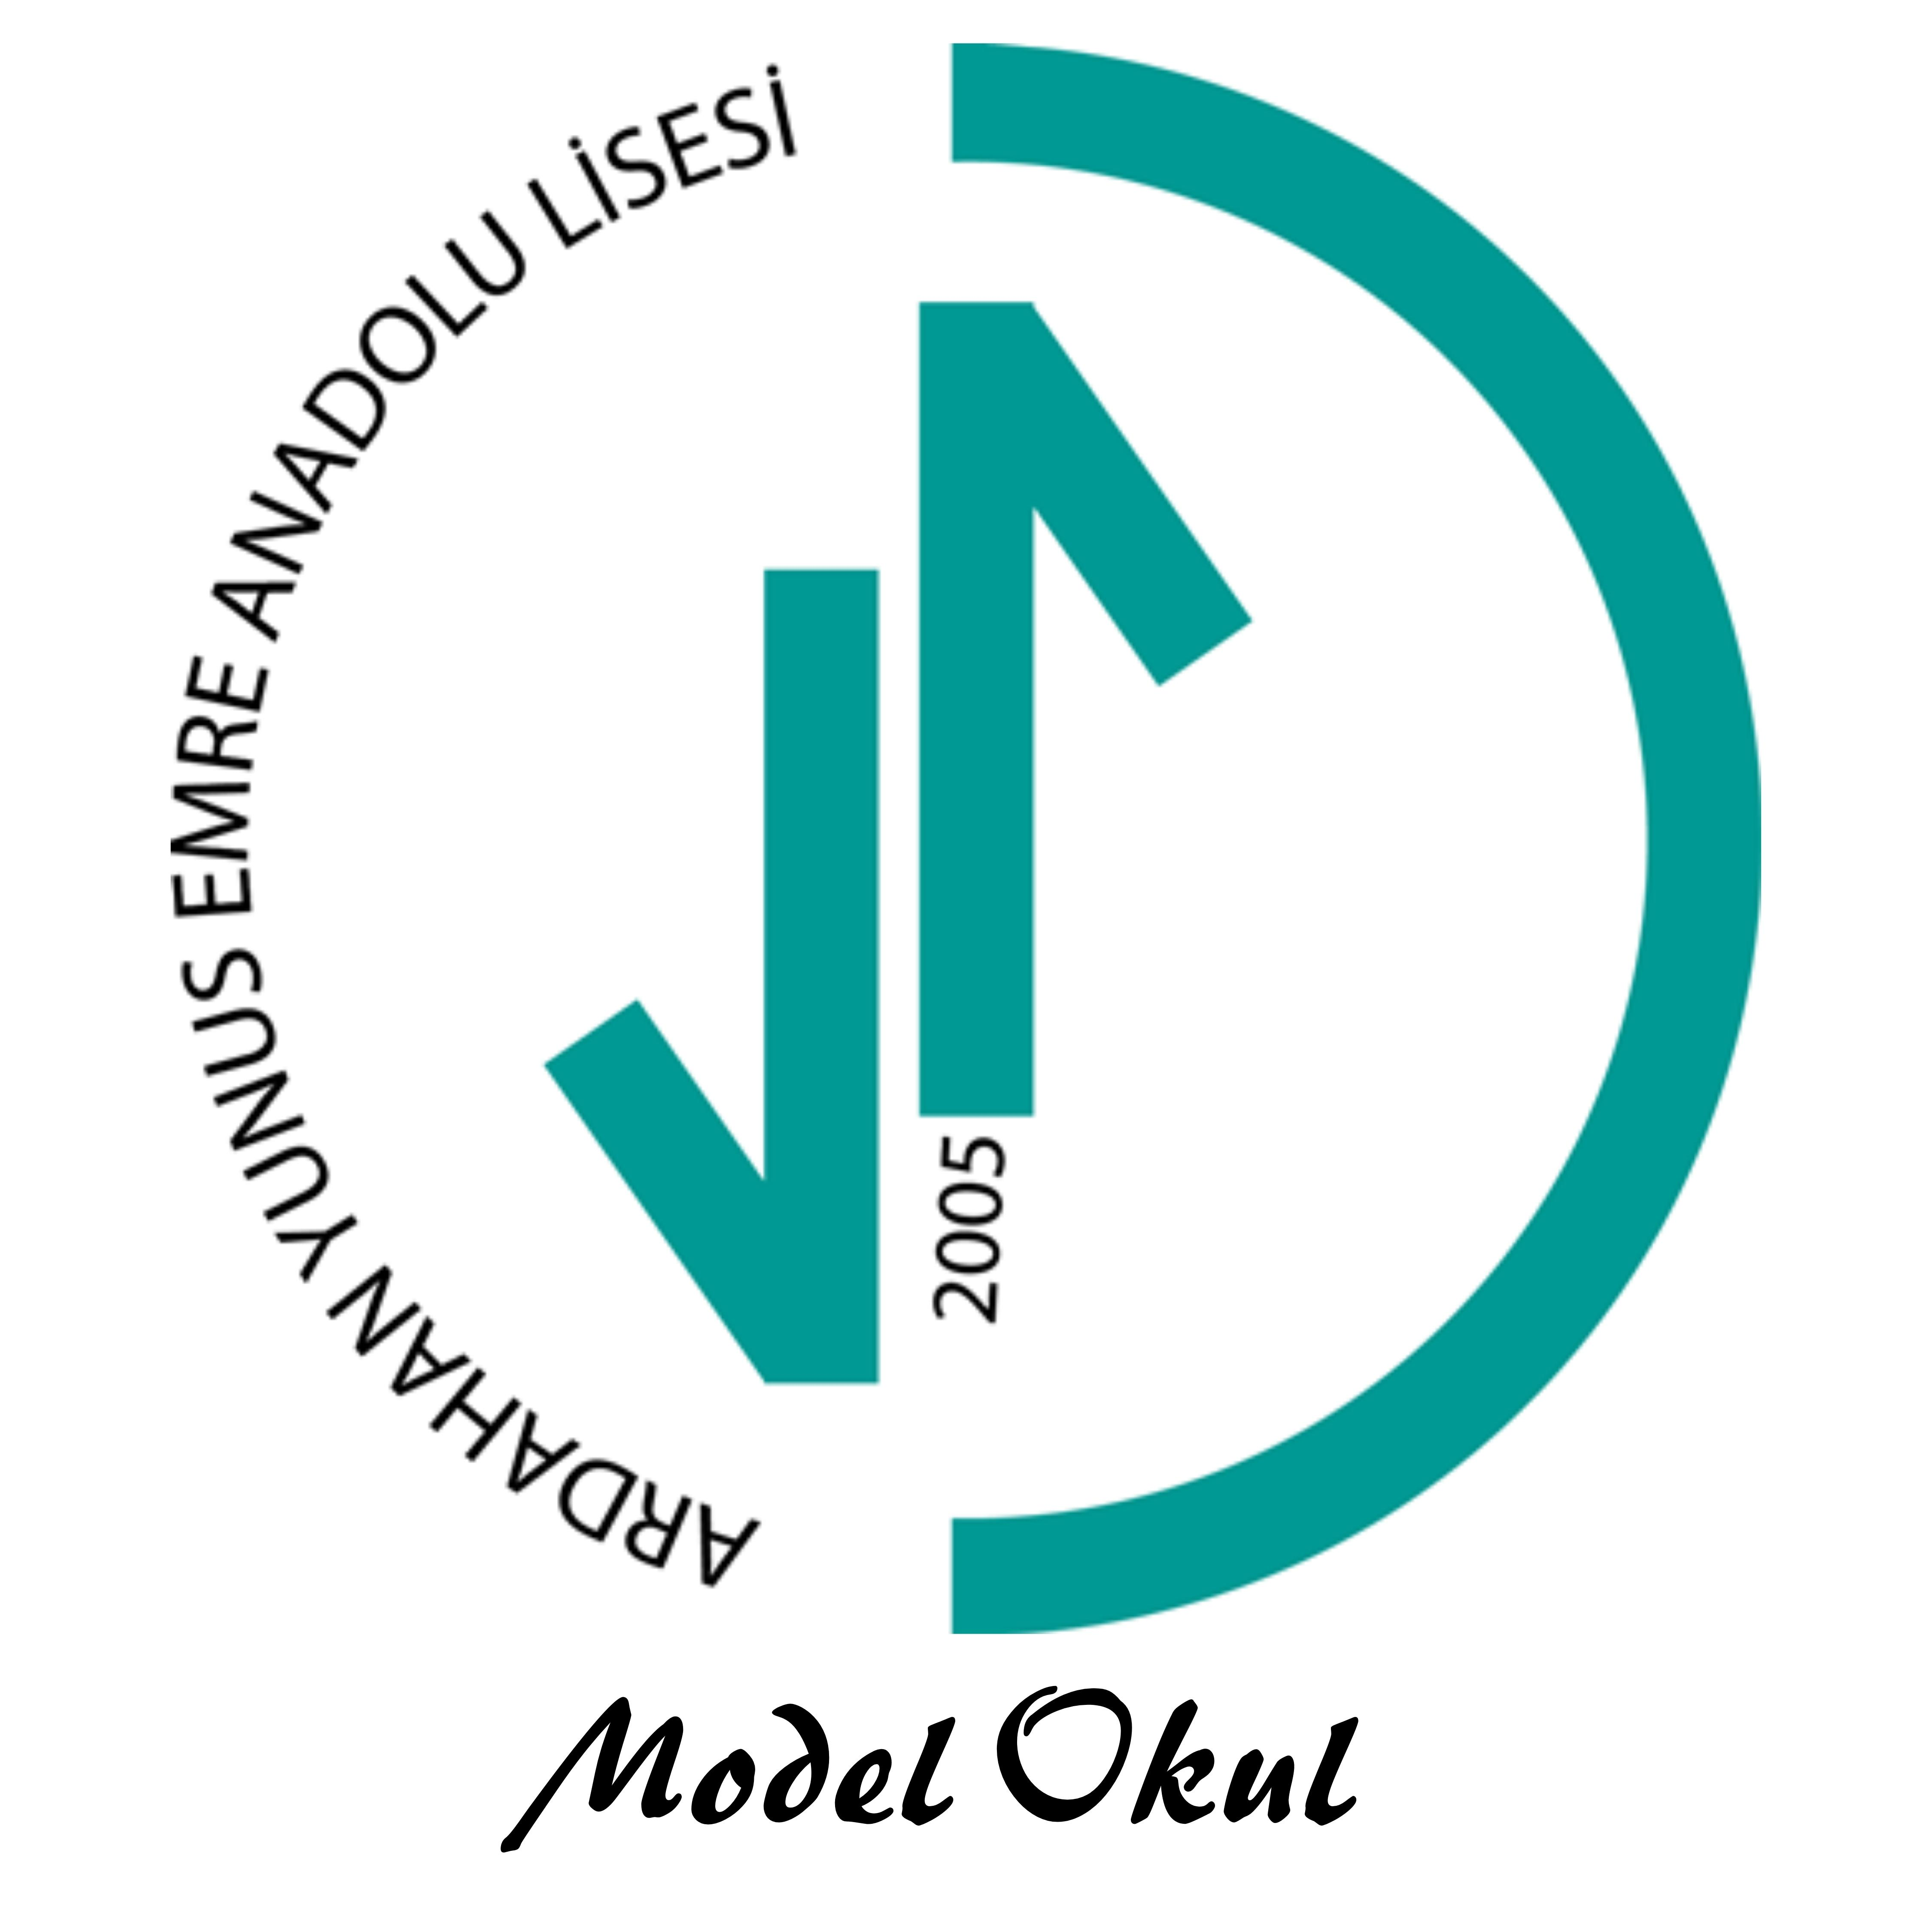 ARDAHAN YUNUS EMRE ANADOLU LİSESİ
2005
Model Okul